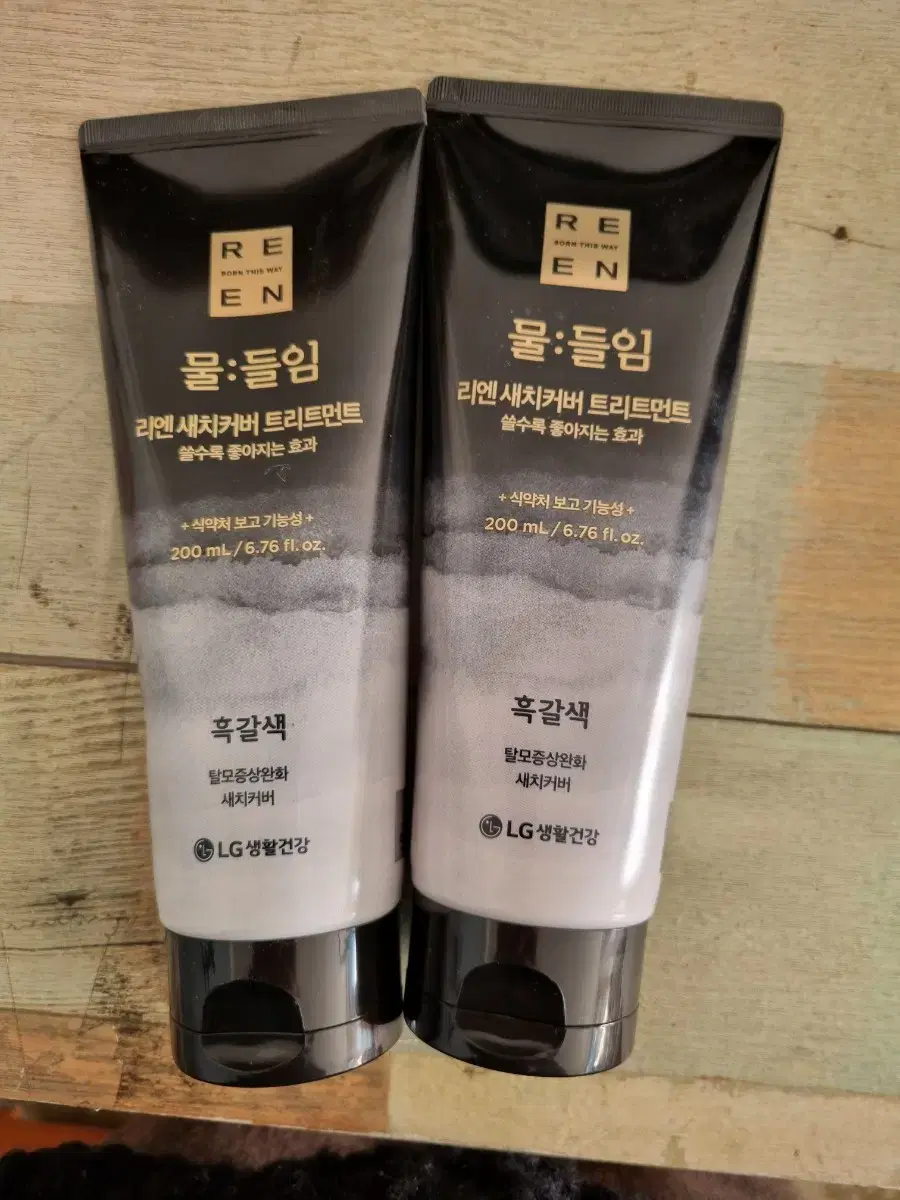 RE
BORN THIS WAY
EN
물:들임
리엔 새치커버 트리트먼트
쓸수록 좋아지는 효과
+ 식약처 보고 기능성 +
200 mL / 6.76 fl. oz.
흑갈색
탈모증상완화
새치커버
LG생활건강
RE
BORN THIS WAY
EN
물:들임
리엔 새치커버 트리트먼트
쓸수록 좋아지는 효과
+ 식약처 보고 기능성 +
200 mL / 6.76 fl. oz.
흑갈색
탈모증상완화
새치커버
LG생활건강